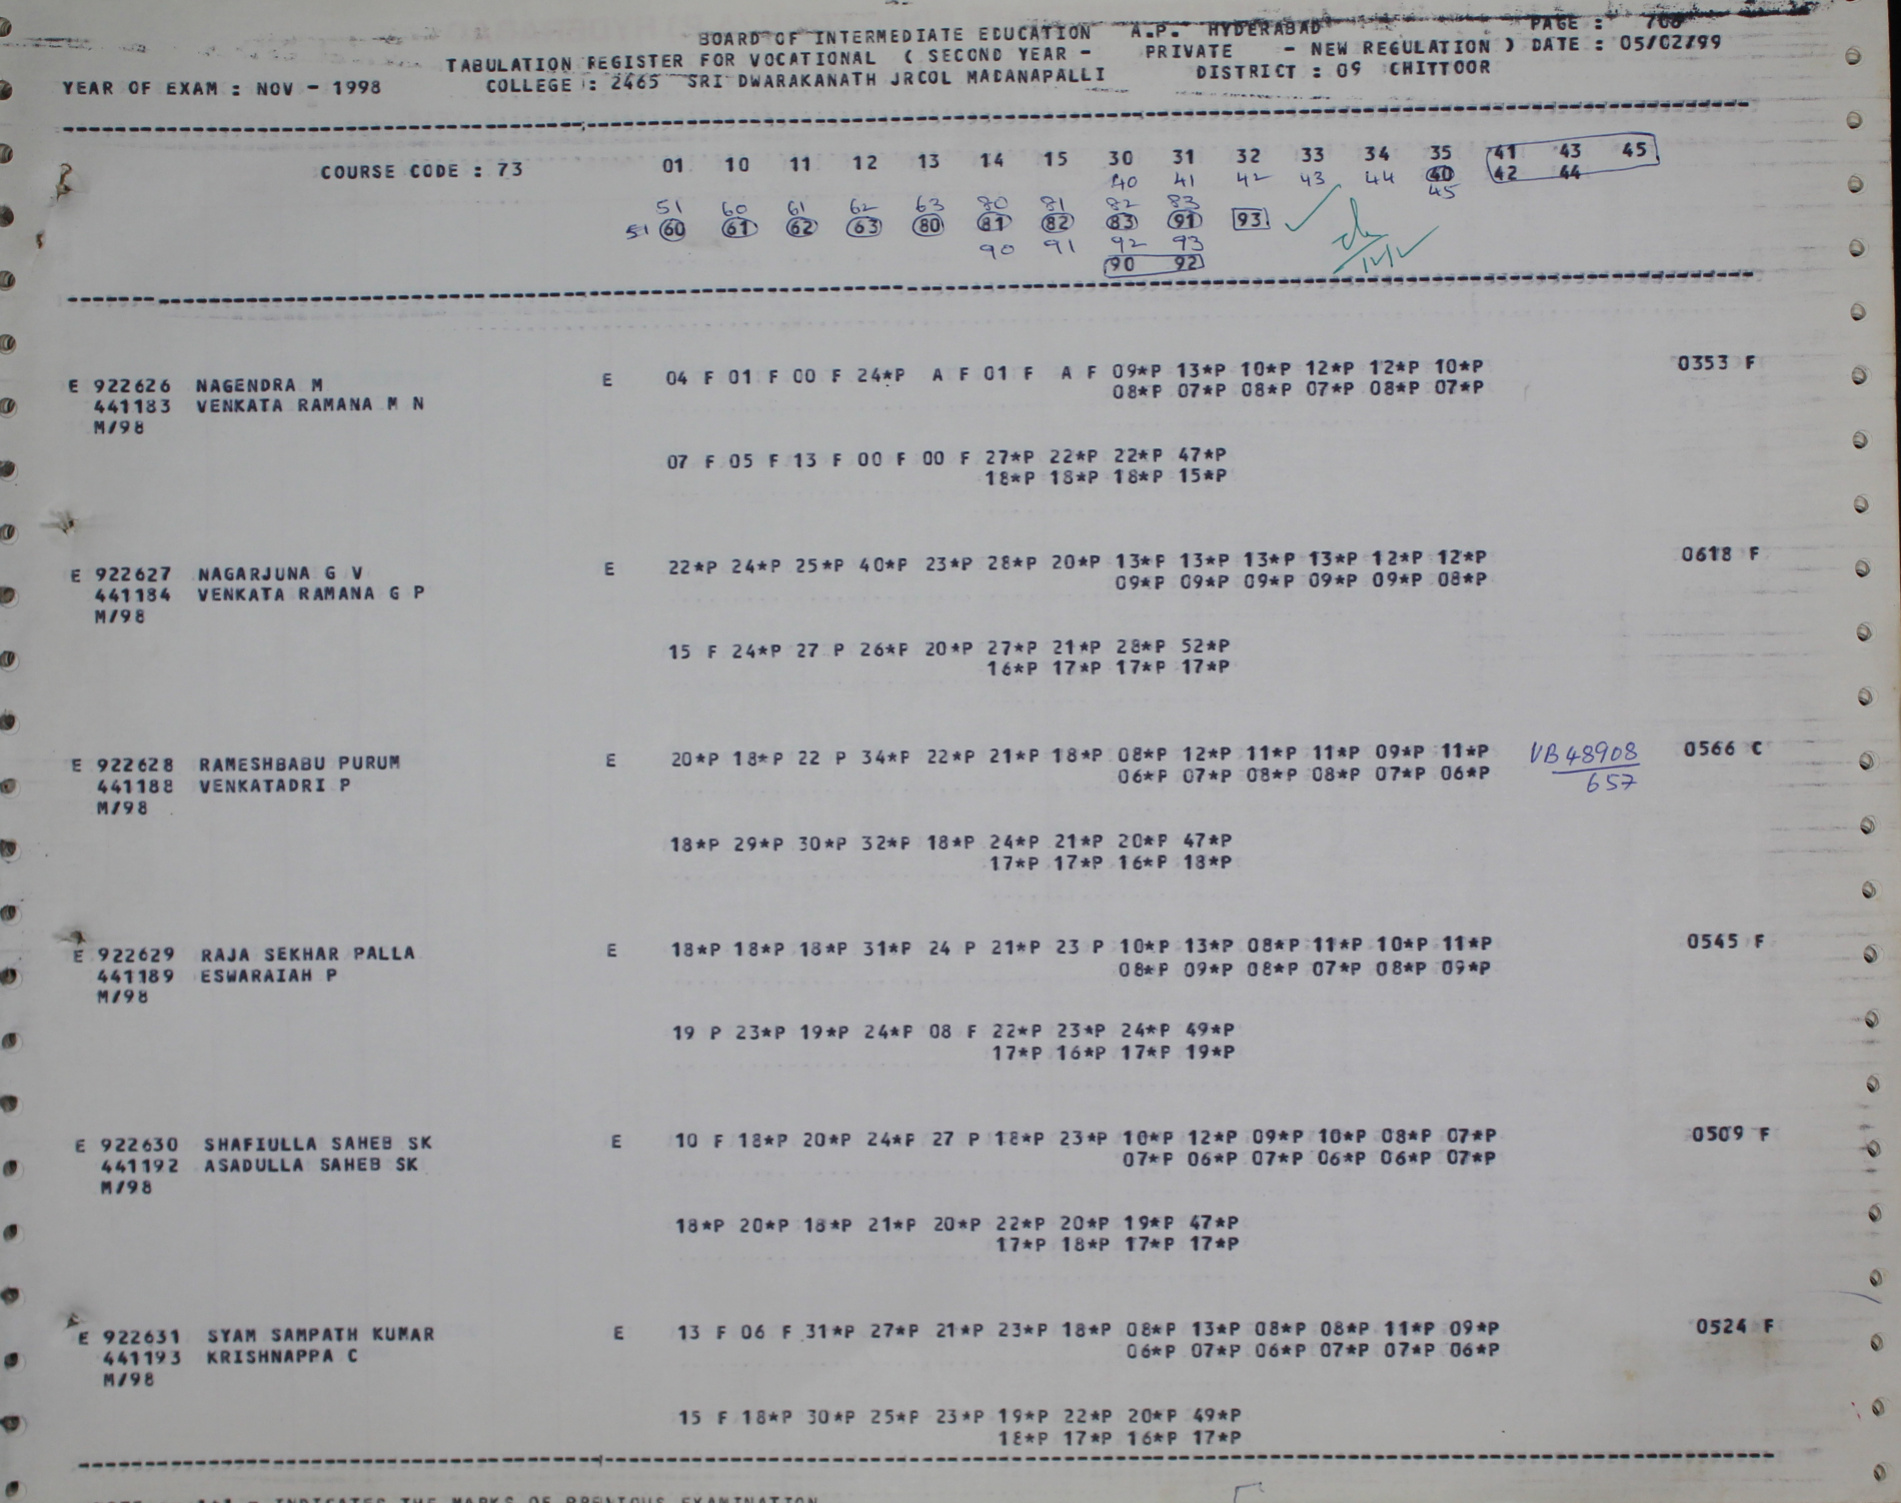 BOARD OF INTERMEDIATE EDUCATION A.P. HYDERABAD PAGE :
TABULATION REGISTER FOR VOCATIONAL ( SECOND YEAR - PRIVATE - NEW REGULATION ) DATE : 05/02/99
YEAR OF EXAM : NOV - 1998 COLLEGE : 2465 SRI DWARAKANATH JRCOL MADANAPALLI DISTRICT : 09 CHITTOOR
COURSE CODE : 73 01 10 11 12 13 14 15 30 31 32 33 34 35 41 43 45
40 41 42 43 44 40 42 44
45
51 60 61 62 63 80 81 82 83
51 60 61 62 63 80 81 82 83 91 93
90 91 92 93
90 92
E 922626 NAGENDRA M E 04 F 01 F 00 F 24*P A F 01 F A F 09*P 13*P 10*P 12*P 12*P 10*P 0353 F
441183 VENKATA RAMANA M N 08*P 07*P 08*P 07*P 08*P 07*P
M/98
07 F 05 F 13 F 00 F 00 F 27*P 22*P 22*P 47*P
18*P 18*P 18*P 15*P
E 922627 NAGARJUNA G V E 22*P 24*P 25*P 40*P 23*P 28*P 20*P 13*P 13*P 13*P 13*P 12*P 12*P 0618 F
441184 VENKATA RAMANA G P 09*P 09*P 09*P 09*P 09*P 08*P
M/98
15 F 24*P 27 P 26*P 20*P 27*P 21*P 28*P 52*P
16*P 17*P 17*P 17*P
E 922628 RAMESHBABU PURUM E 20*P 18*P 22 P 34*P 22*P 21*P 18*P 08*P 12*P 11*P 11*P 09*P 11*P VB 48908 0566 C
441188 VENKATADRI P 06*P 07*P 08*P 08*P 07*P 06*P 657
M/98
18*P 29*P 30*P 32*P 18*P 24*P 21*P 20*P 47*P
17*P 17*P 16*P 18*P
E 922629 RAJA SEKHAR PALLA E 18*P 18*P 18*P 31*P 24 P 21*P 23 P 10*P 13*P 08*P 11*P 10*P 11*P 0545 F
441189 ESWARAIAH P 08*P 09*P 08*P 07*P 08*P 09*P
M/98
19 P 23*P 19*P 24*P 08 F 22*P 23*P 24*P 49*P
17*P 16*P 17*P 19*P
E 922630 SHAFIULLA SAHEB SK E 10 F 18*P 20*P 24*P 27 P 18*P 23*P 10*P 12*P 09*P 10*P 08*P 07*P 0509 F
441192 ASADULLA SAHEB SK 07*P 06*P 07*P 06*P 06*P 07*P
M/98
18*P 20*P 18*P 21*P 20*P 22*P 20*P 19*P 47*P
17*P 18*P 17*P 17*P
E 922631 SYAM SAMPATH KUMAR E 13 F 06 F 31*P 27*P 21*P 23*P 18*P 08*P 13*P 08*P 08*P 11*P 09*P 0524 F
441193 KRISHNAPPA C 06*P 07*P 06*P 07*P 07*P 06*P
M/98
15 F 18*P 30*P 25*P 23*P 19*P 22*P 20*P 49*P
18*P 17*P 16*P 17*P
INDICATES THE MARKS OF PREVIOUS EXAMINATION